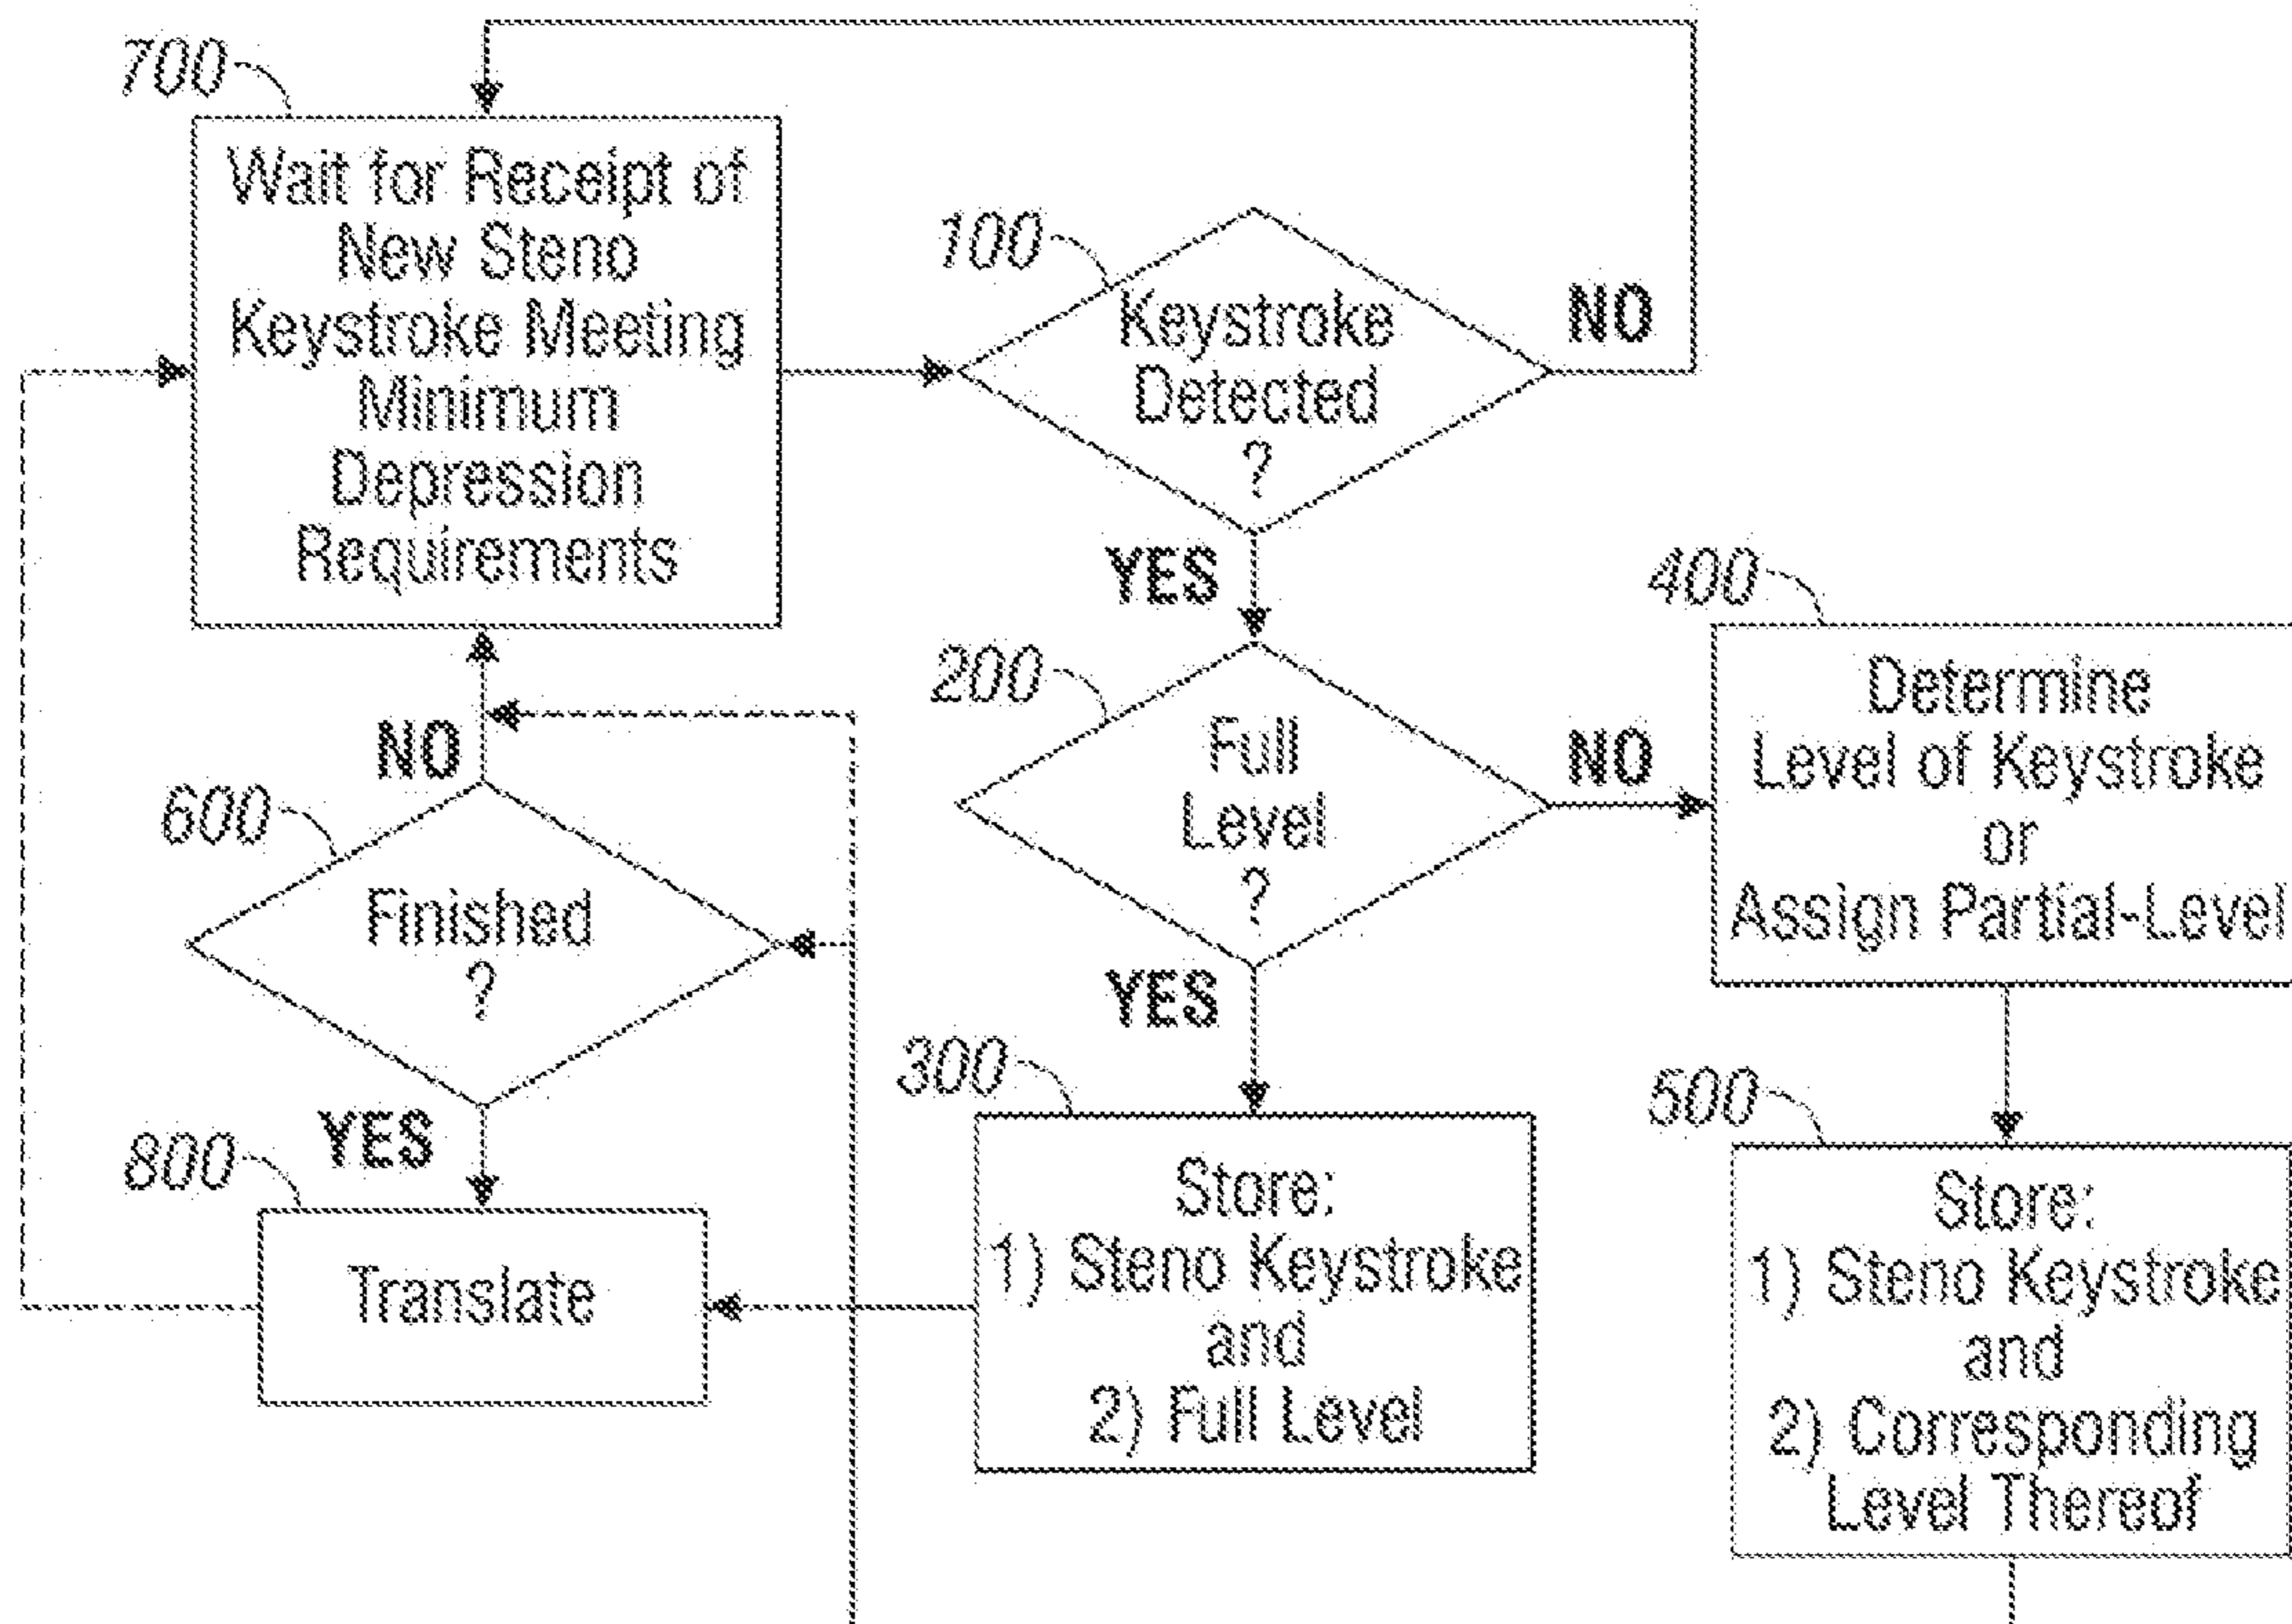 700
Wait for Receipt of
New Steno
Keystroke Meeting
Minimum
Depression
Requirements
100
Keystroke
Detected
?
NO
YES
200
Full
Level
?
NO
YES
400
Determine
Level of Keystroke
or
Assign Partial-Level
NO
600
Finished
?
YES
800
Translate
300
Store:
1) Steno Keystroke
and
2) Full Level
500
Store:
1) Steno Keystroke
and
2) Corresponding
Level Thereof